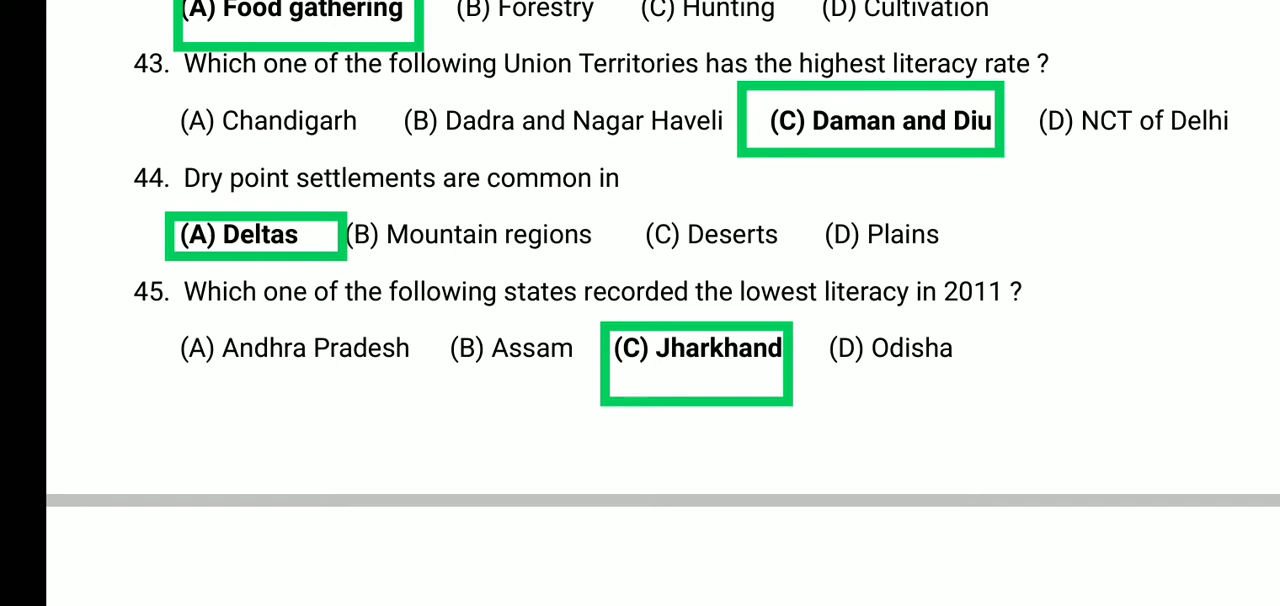 (A) Food gathering (B) Forestry (C) Hunting (D) Cultivation
43. Which one of the following Union Territories has the highest literacy rate ?
(A) Chandigarh (B) Dadra and Nagar Haveli (C) Daman and Diu (D) NCT of Delhi
44. Dry point settlements are common in
(A) Deltas (B) Mountain regions (C) Deserts (D) Plains
45. Which one of the following states recorded the lowest literacy in 2011 ?
(A) Andhra Pradesh (B) Assam (C) Jharkhand (D) Odisha